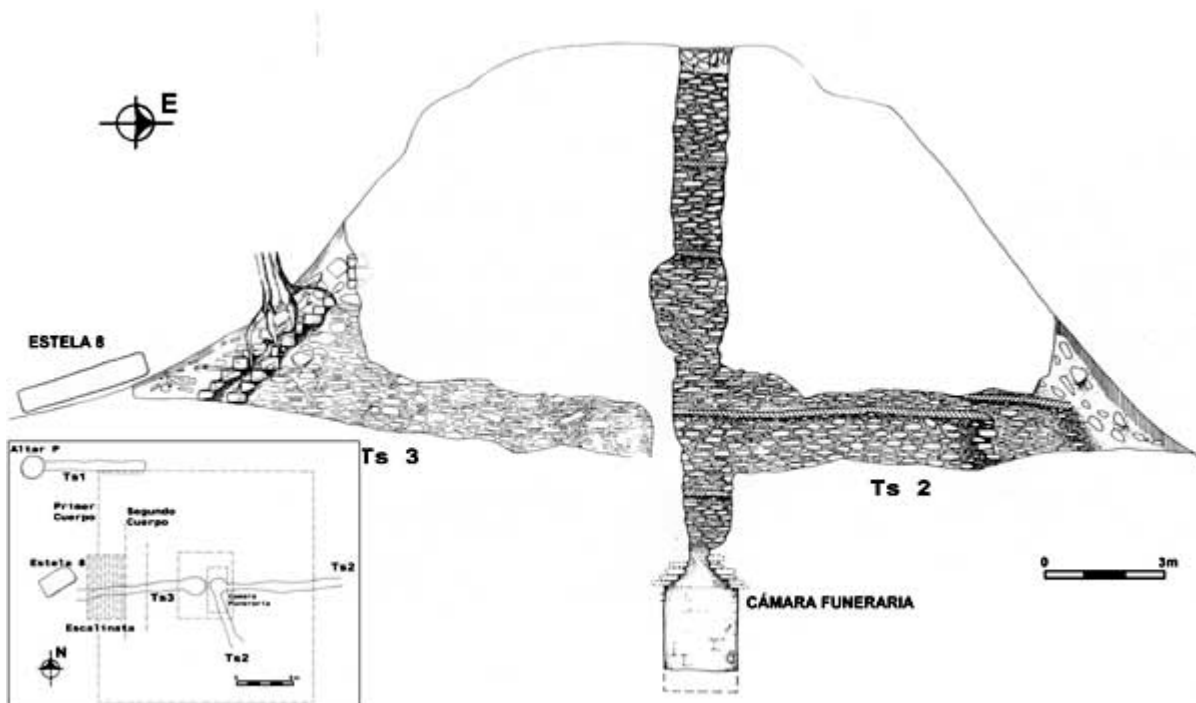 E
ESTELA 8
Ts 3
Ts 2
0 3m
CÁMARA FUNERARIA
Altar P
Ts1
Primer
Cuerpo
Segundo
Cuerpo
Estela 8
Ts2
Ts3
Cámara
Funeraria
Escalinata
Ts2
N